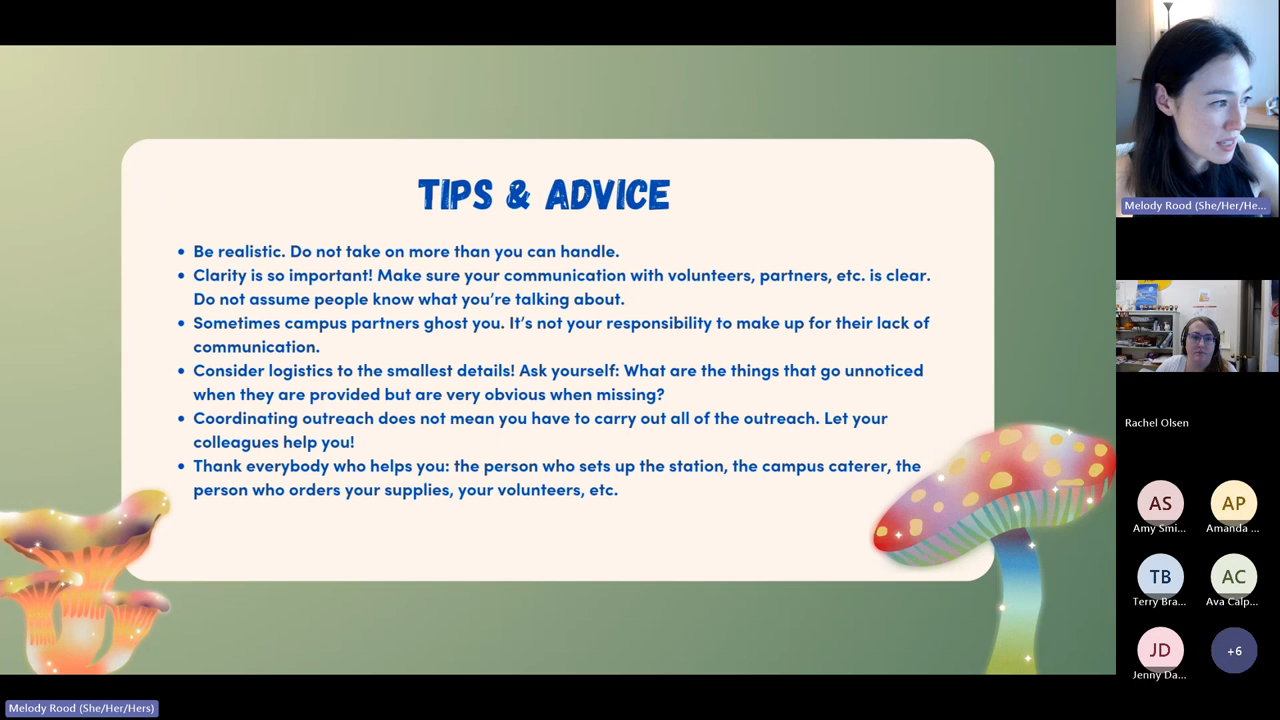 TIPS & ADVICE
• Be realistic. Do not take on more than you can handle.
• Clarity is so important! Make sure your communication with volunteers, partners, etc. is clear.
Do not assume people know what you're talking about.
• Sometimes campus partners ghost you. It's not your responsibility to make up for their lack of
communication.
• Consider logistics to the smallest details! Ask yourself: What are the things that go unnoticed
when they are provided but are very obvious when missing?
• Coordinating outreach does not mean you have to carry out all of the outreach. Let your
colleagues help you!
• Thank everybody who helps you: the person who sets up the station, the campus caterer, the
person who orders your supplies, your volunteers, etc.
Melody Rood (She/Her/He...
Rachel Olsen
AS
AP
Amy Smi...
Amanda ...
TB
AC
Terry Bra...
Ava Calp...
JD
+6
Jenny Da...
Melody Rood (She/Her/Hers)